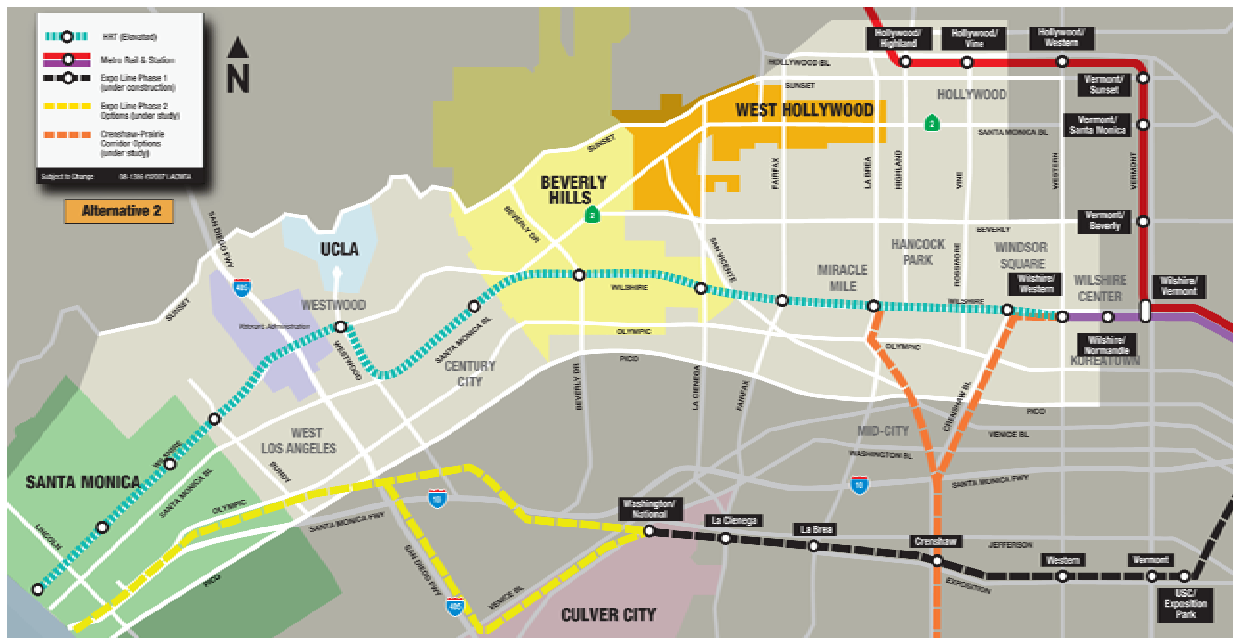 HRT (Elevated)
Metro Rail & Station
Expo Line Phase 1
(under construction)
Expo Line Phase 2
Options (under study)
Crenshaw-Prairie
Corridor Options
(under study)
Subject to Change
Alternative 2
N
Hollywood/
Highland
Hollywood/
Vine
Hollywood/
Western
HOLLYWOOD BL
SUNSET
Vermont/
Sunset
HOLLYWOOD
WEST HOLLYWOOD
2
SANTA MONICA BL
Vermont/
Santa Monica
SUNSET
FAIRFAX
LA BREA
HIGHLAND
VINE
WESTERN
VERMONT
BEVERLY
HILLS
2
BEVERLY DR
Vermont/
Beverly
BEVERLY
SAN DIEGO FWY
UCLA
SAN VICENTE
HANCOCK
PARK
ROSSMORE
WINDSOR
SQUARE
MIRACLE
MILE
Wilshire/
Western
WILSHIRE
CENTER
Wilshire/
Vermont
405
WILSHIRE
WILSHIRE
SUNSET
WESTWOOD
Veterans Administration
WESTWOOD
SANTA MONICA BL
OLYMPIC
OLYMPIC
Wilshire/
Normandie
KOREATOWN
PICO
CENTURY
CITY
BEVERLY DR
LA CIENEGA
FAIRFAX
CRENSHAW BL
PICO
MID-CITY
VENICE BL
WEST
LOS ANGELES
WILSHIRE
WASHINGTON BL
SANTA MONICA
SANTA MONICA BL
BUNDY
SANTA MONICA FWY
10
10
OLYMPIC
LINCOLN
SANTA MONICA FWY
Washington/
National
La Cienega
La Brea
Crenshaw
JEFFERSON
Western
Vermont
PICO
SAN DIEGO FWY
VENICE BL
EXPOSITION
405
CULVER CITY
USC/
Exposition
Park